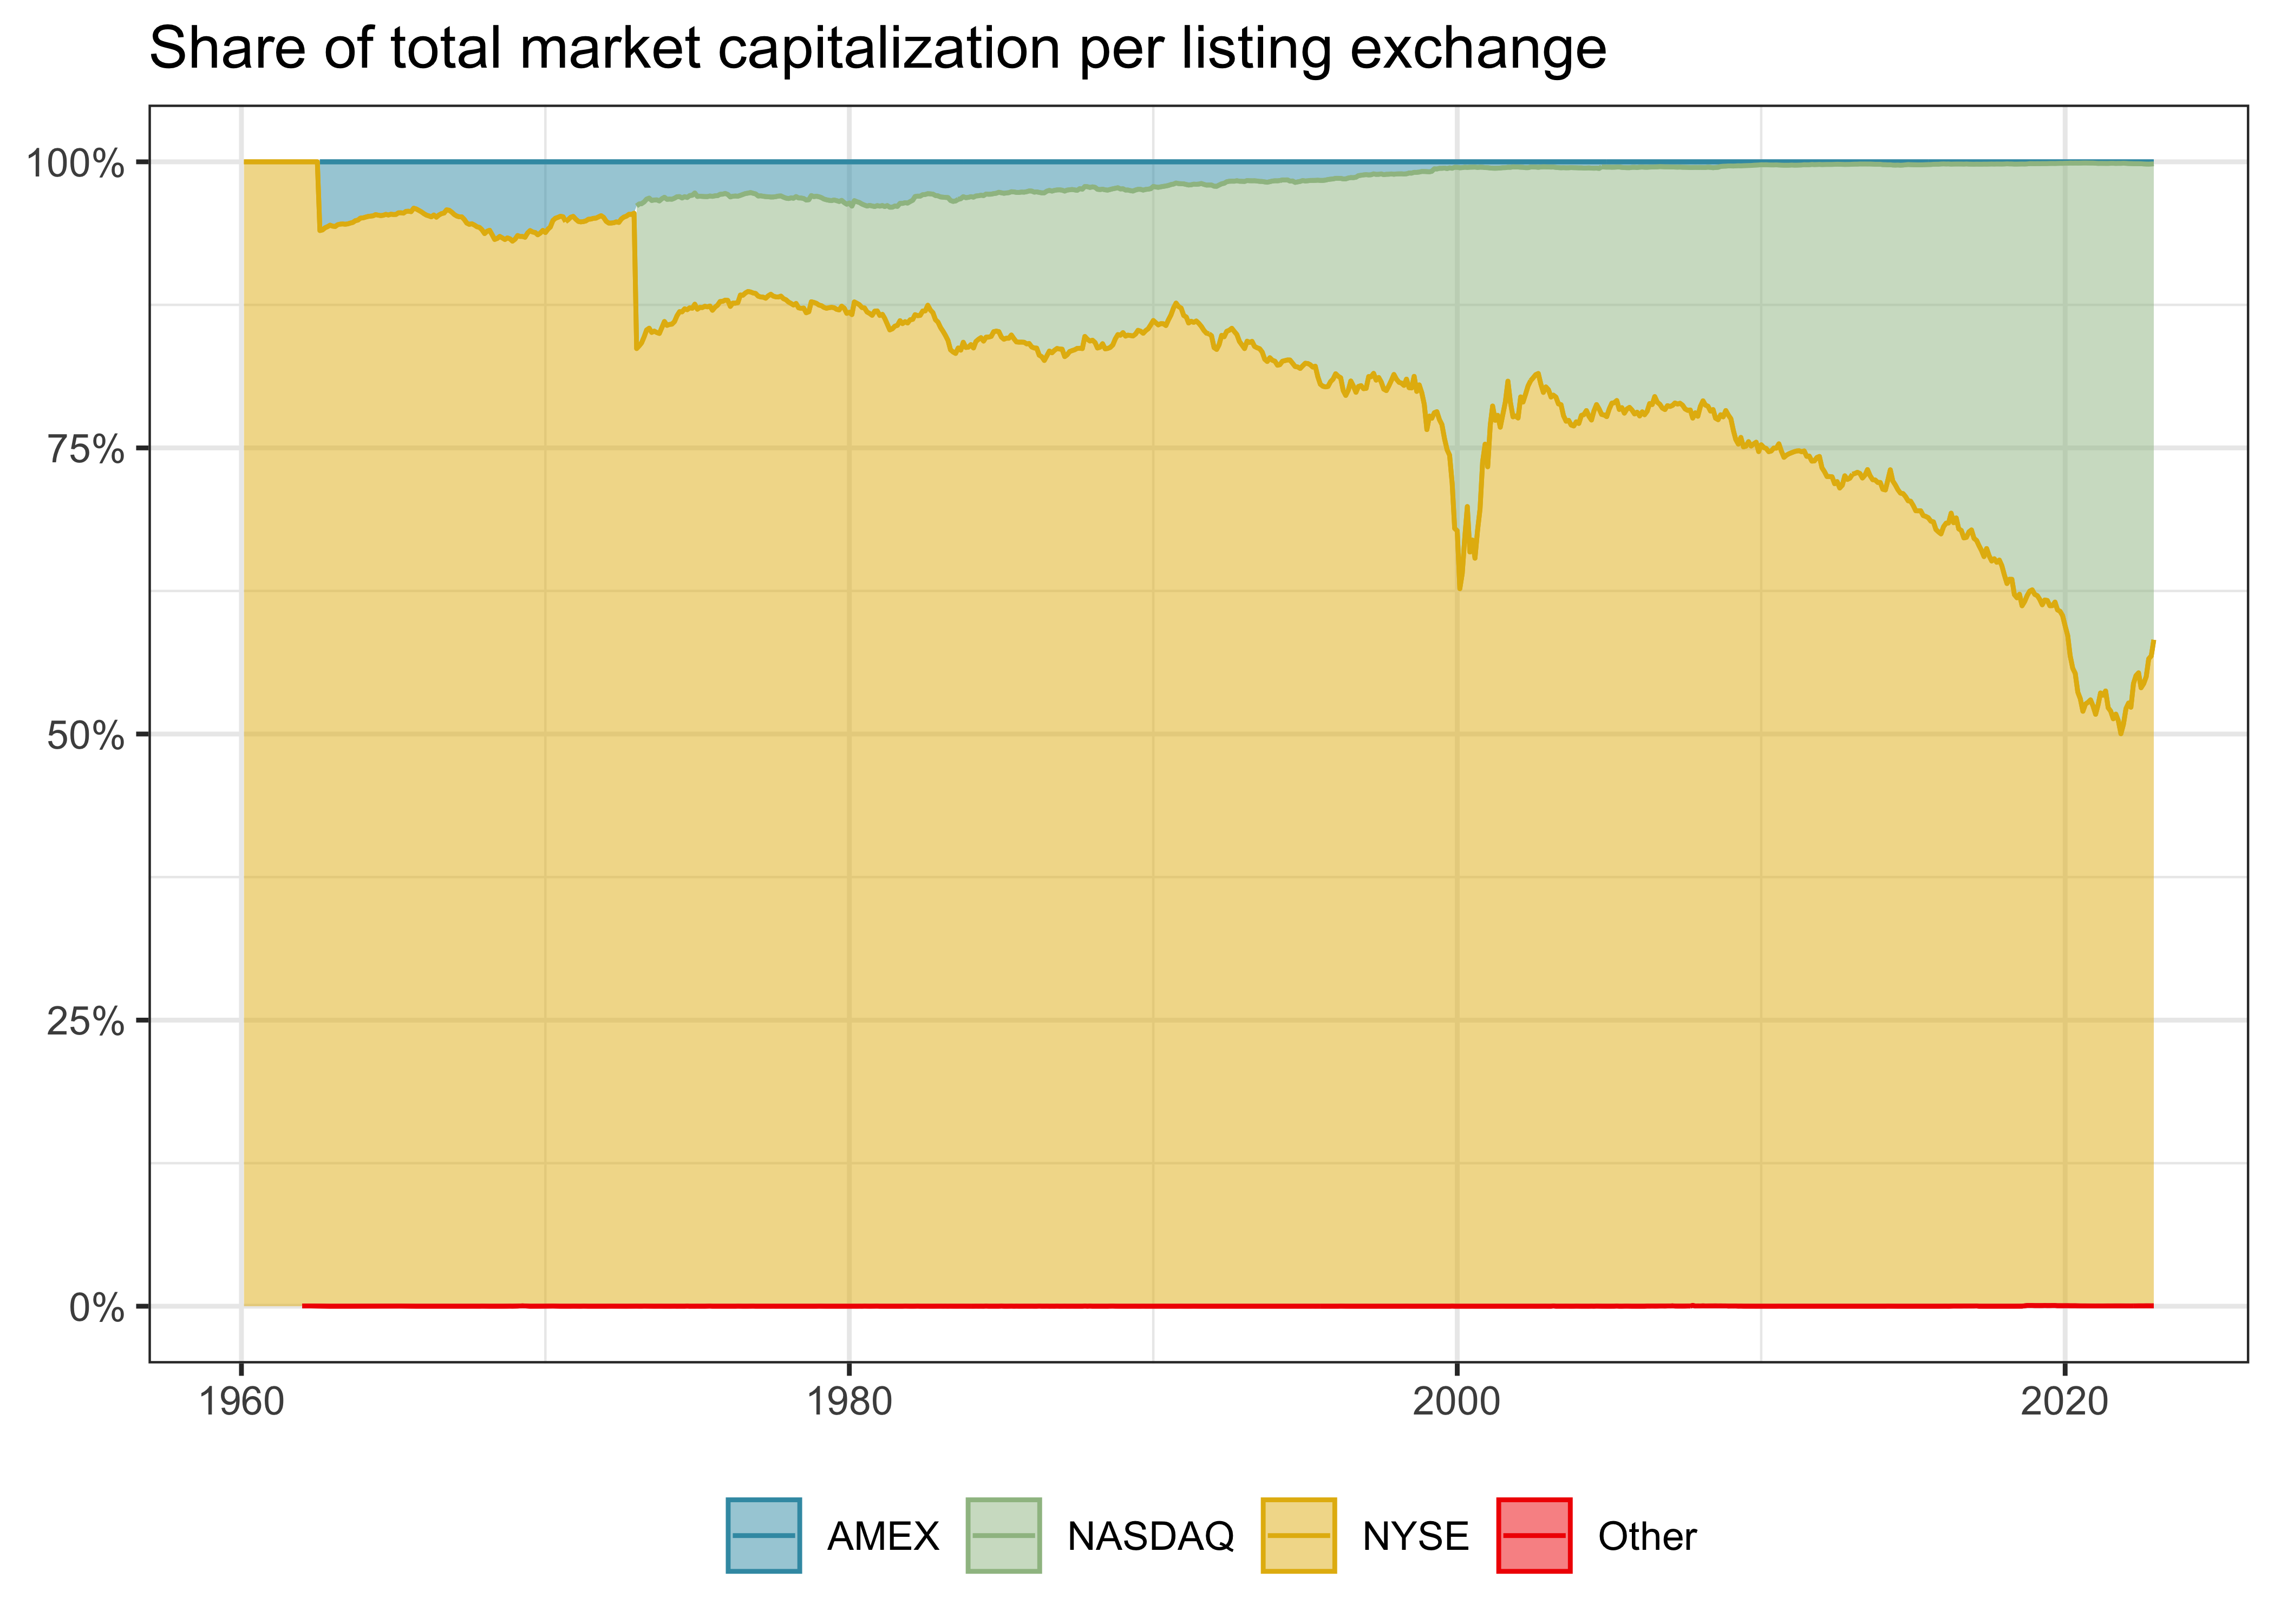 Share of total market capitalization per listing exchange
100%
75%
50%
25%
0%
1960 1980 2000 2020
AMEX NASDAQ NYSE Other